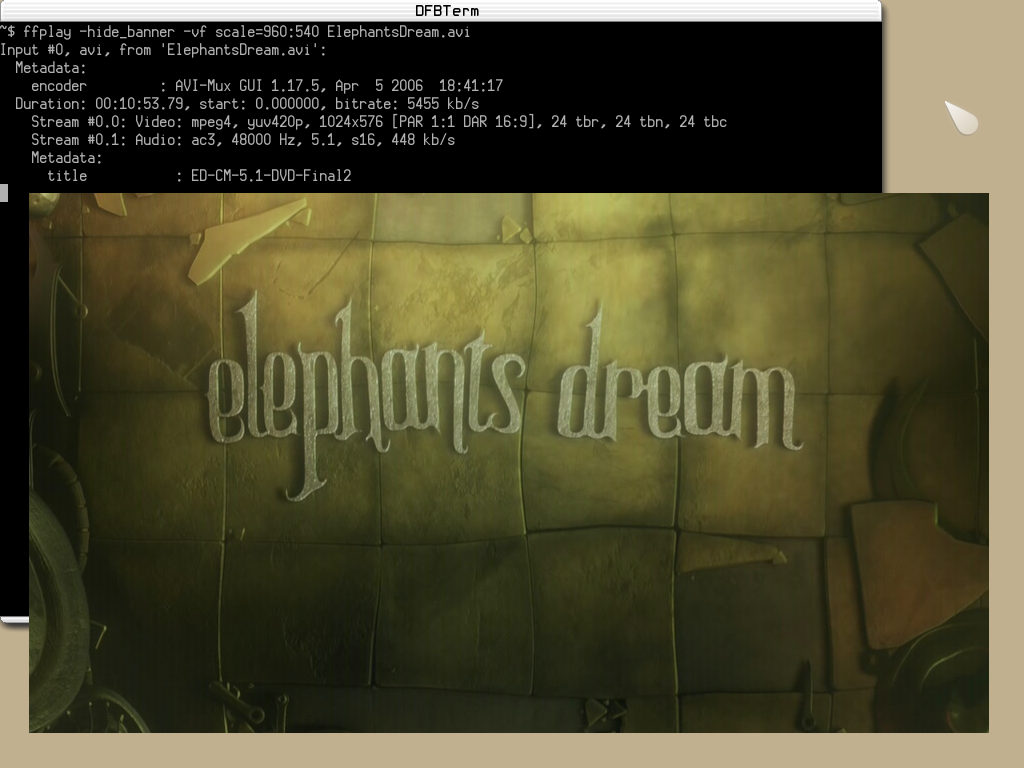 DFBTerm
~$ ffplay -hide_banner -vf scale=960:540 ElephantsDream.avi
Input #0, avi, from 'ElephantsDream.avi':
  Metadata:
    encoder         : AVI-Mux GUI 1.17.5, Apr  5 2006  18:41:17
  Duration: 00:10:53.79, start: 0.000000, bitrate: 5455 kb/s
    Stream #0.0: Video: mpeg4, yuv420p, 1024x576 [PAR 1:1 DAR 16:9], 24 tbr, 24 tbn, 24 tbc
    Stream #0.1: Audio: ac3, 48000 Hz, 5.1, s16, 448 kb/s
    Metadata:
      title           : ED-CM-5.1-DVD-Final2
elephants dream